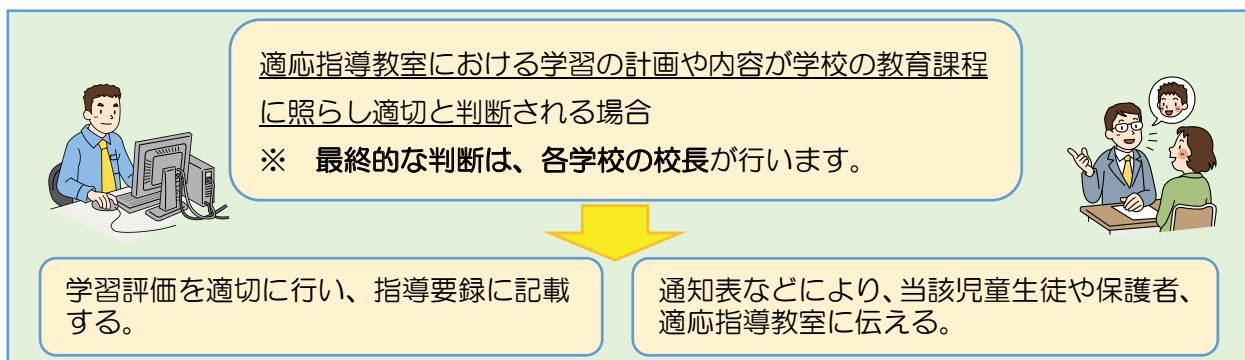 適応指導教室における学習の計画や内容が学校の教育課程
に照らし適切と判断される場合
※　最終的な判断は、各学校の校長が行います。
学習評価を適切に行い、指導要録に記載
する。
通知表などにより、当該児童生徒や保護者、
適応指導教室に伝える。